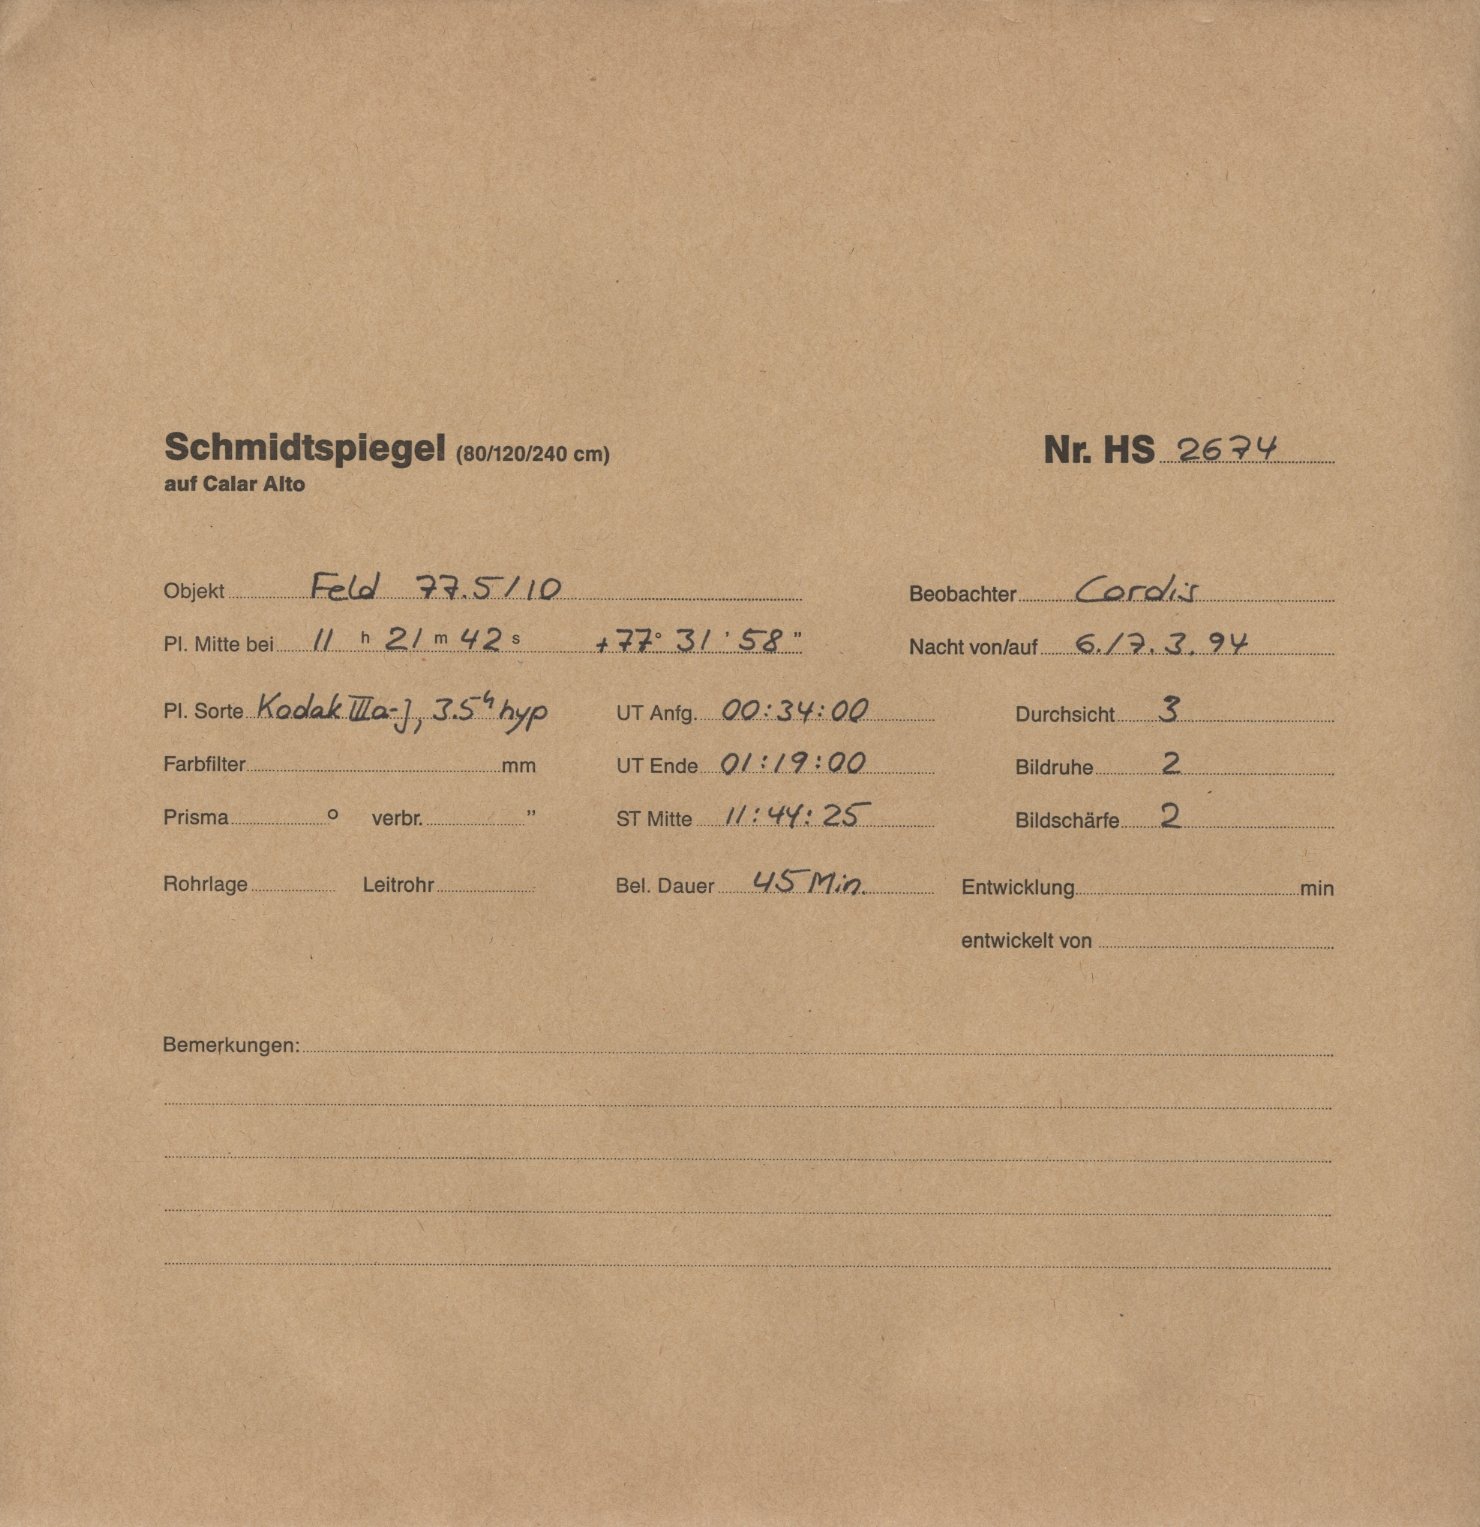 Schmidtspiegel (80/120/240 cm) Nr. HS 2674
auf Calar Alto
Objekt Feld 77.5/10 Beobachter Cordis
Pl. Mitte bei 11 h 21 m 42 s +77° 31 ' 58 " Nacht von/auf 6./7.3.94
Pl. Sorte Kodak IIIa-J, 3.5h hyp UT Anfg. 00:34:00 Durchsicht 3
Farbfilter mm UT Ende 01:19:00 Bildruhe 2
Prisma ° verbr. " ST Mitte 11:44:25 Bildschärfe 2
Rohrlage Leitrohr Bel. Dauer 45 Min. Entwicklung min
entwickelt von
Bemerkungen: